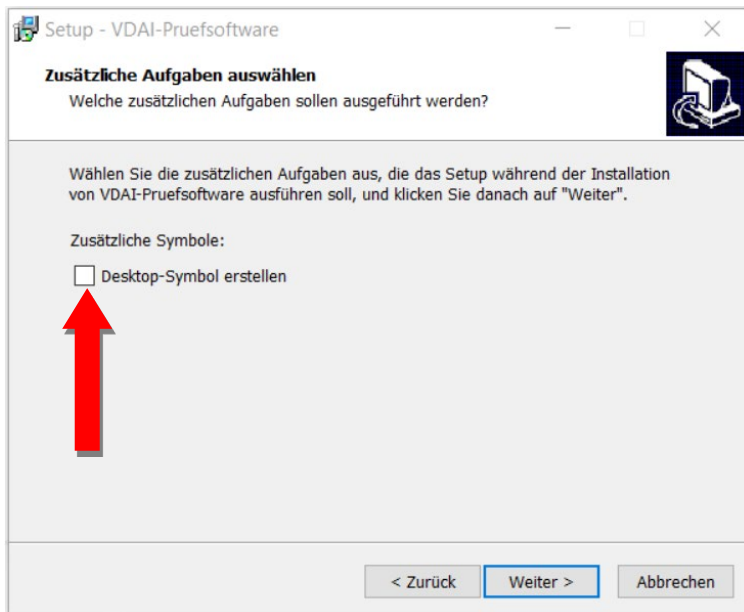 Setup - VDAI-Pruefsoftware
Zusätzliche Aufgaben auswählen
Welche zusätzlichen Aufgaben sollen ausgeführt werden?
Wählen Sie die zusätzlichen Aufgaben aus, die das Setup während der Installation
von VDAI-Pruefsoftware ausführen soll, und klicken Sie danach auf "Weiter".
Zusätzliche Symbole:
Desktop-Symbol erstellen
< Zurück Weiter > Abbrechen